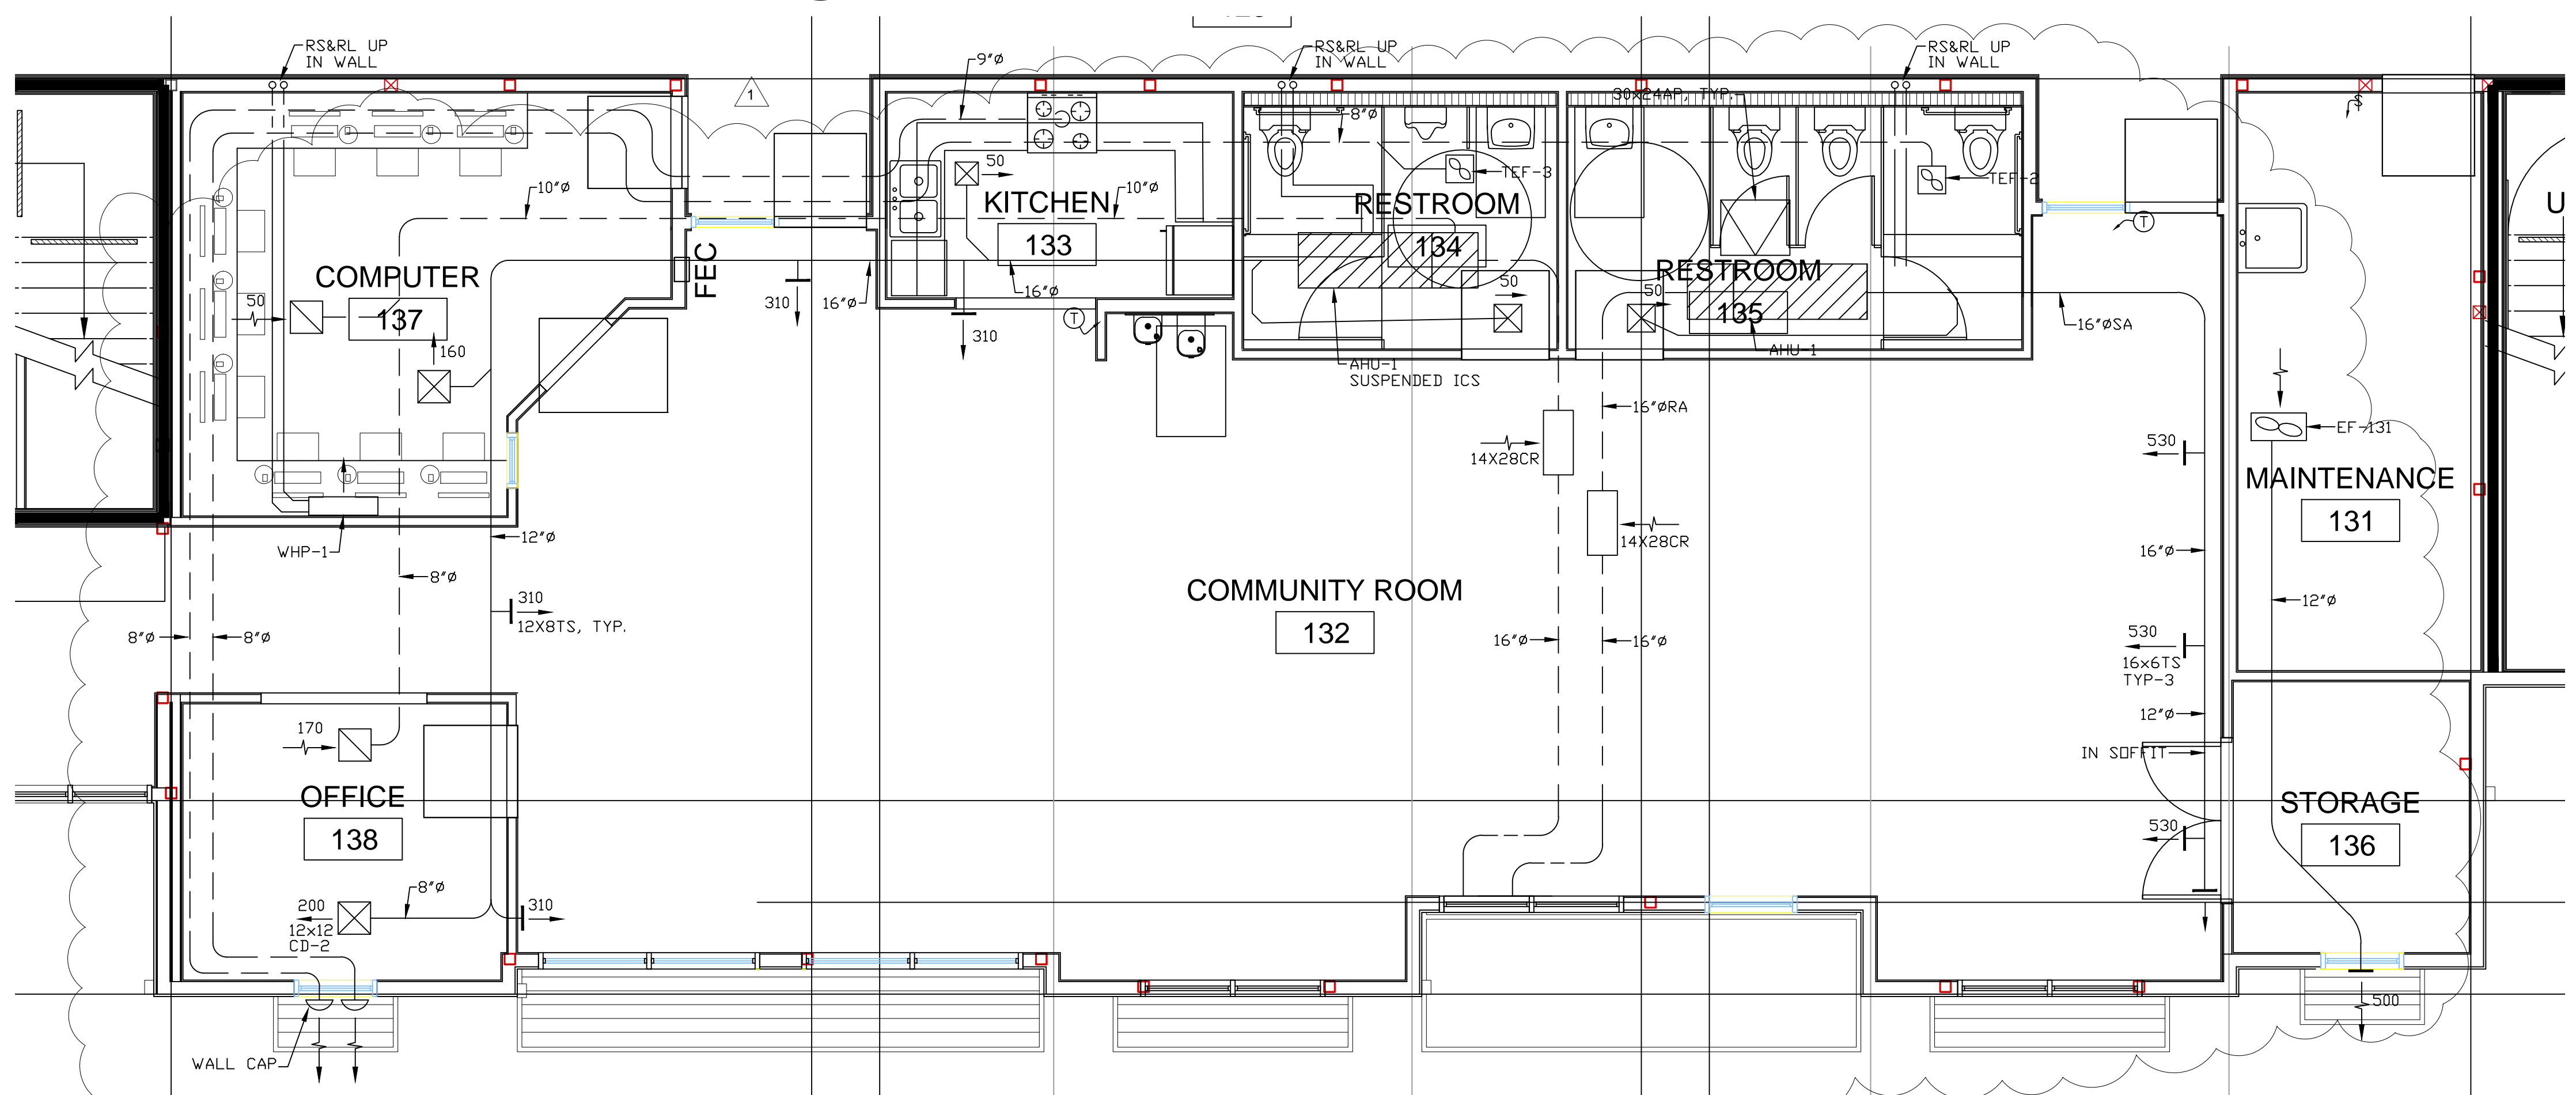 RS&RL UP
IN WALL
1
9"ø
RS&RL UP
IN WALL
RS&RL UP
IN WALL
30x24AP, TYP.
8"ø
50
TEF-3
TEF-2
10"ø
10"ø
KITCHEN
133
RESTROOM
134
FEC
COMPUTER
137
50
160
310
16"ø
16"ø
310
T
50
RESTROOM
135
50
T
16"øSA
AHU-1
SUSPENDED ICS
AHU-1
16"øRA
14X28CR
14X28CR
530
EF-131
MAINTENANCE
131
WHP-1
12"ø
8"ø
310
12X8TS, TYP.
8"ø
8"ø
COMMUNITY ROOM
132
16"ø
16"ø
16"ø
530
16x6TS
TYP-3
12"ø
12"ø
IN SOFFIT
170
OFFICE
138
200
12x12
CD-2
8"ø
310
530
STORAGE
136
500
WALL CAP